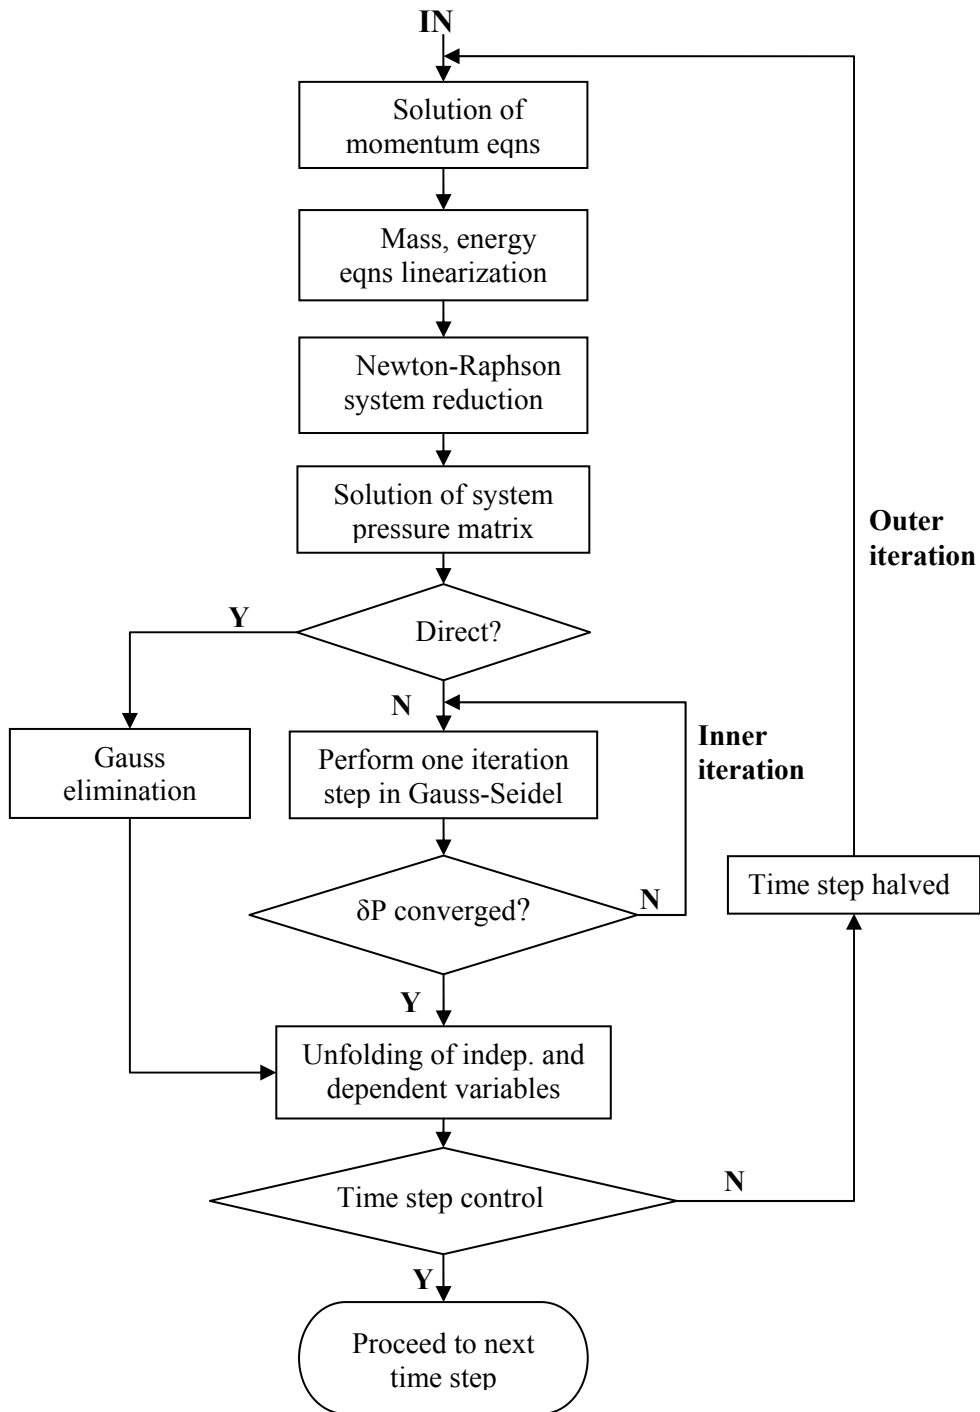 IN
Solution of
momentum eqns
Mass, energy
eqns linearization
Newton-Raphson
system reduction
Solution of system
pressure matrix
Outer
iteration
Y
Direct?
N
Inner
iteration
Gauss
elimination
Perform one iteration
step in Gauss-Seidel
Time step halved
δP converged?
N
Y
Unfolding of indep. and
dependent variables
Time step control
N
Y
Proceed to next
time step